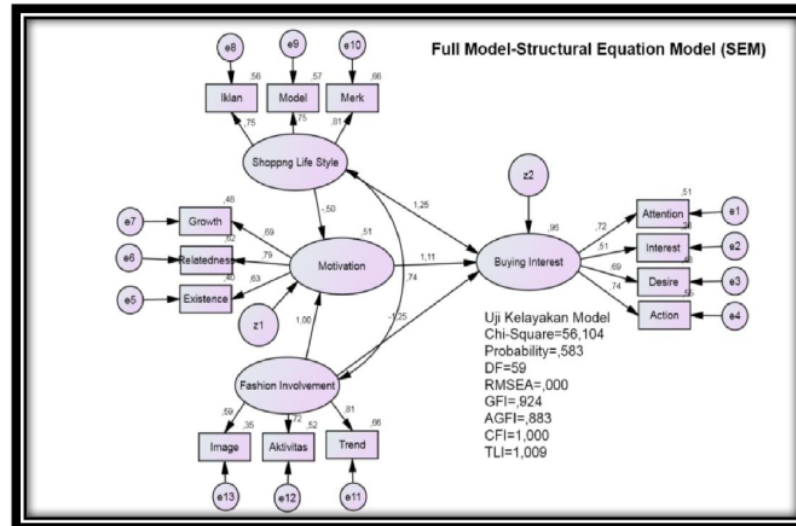 Full Model-Structural Equation Model (SEM)
e8
e9
e10
,56
,57
,66
Iklan
Model
Merk
,75
,75
,81
Shoppng Life Style
z2
,48
-,50
1,25
,51
e7
Growth
,51
,96
,72
Attention
e1
,69
,62
,51
e6
Relatedness
,79
Motivation
1,11
Buying Interest
Interest
e2
,40
,63
,74
,69
e5
Existence
Desire
e3
,74
z1
1,00
-1,25
Action
e4
Uji Kelayakan Model
Chi-Square=56,104
Probability=,583
DF=59
RMSEA=,000
GFI=,924
AGFI=,883
CFI=1,000
TLI=1,009
Fashion Involvement
,59
,72
,81
,35
,52
,66
Image
Aktivitas
Trend
e13
e12
e11